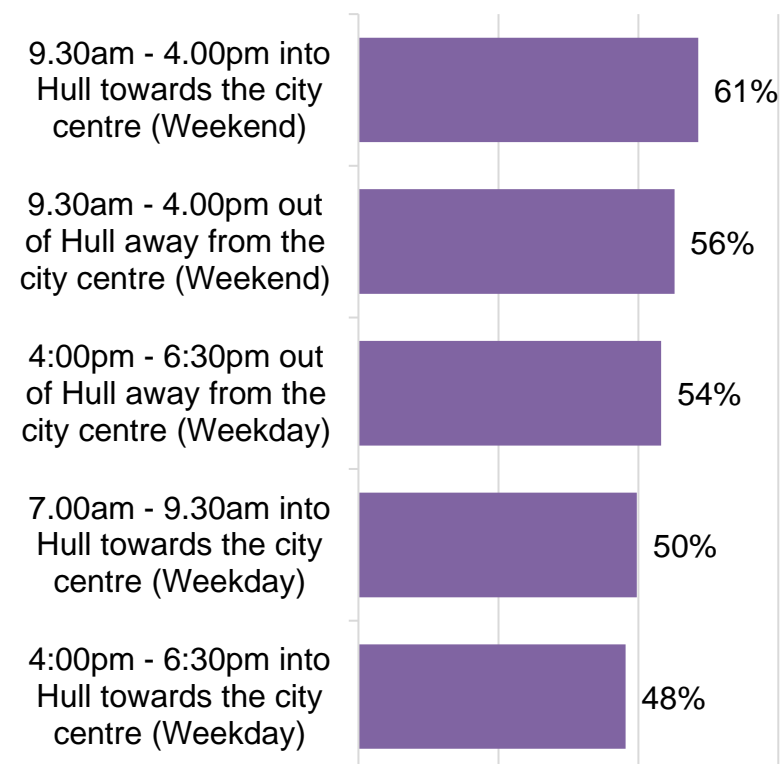 9.30am - 4.00pm into
Hull towards the city
centre (Weekend)
61%
9.30am - 4.00pm out
of Hull away from the
city centre (Weekend)
56%
4:00pm - 6:30pm out
of Hull away from the
city centre (Weekday)
54%
7.00am - 9.30am into
Hull towards the city
centre (Weekday)
50%
4:00pm - 6:30pm into
Hull towards the city
centre (Weekday)
48%